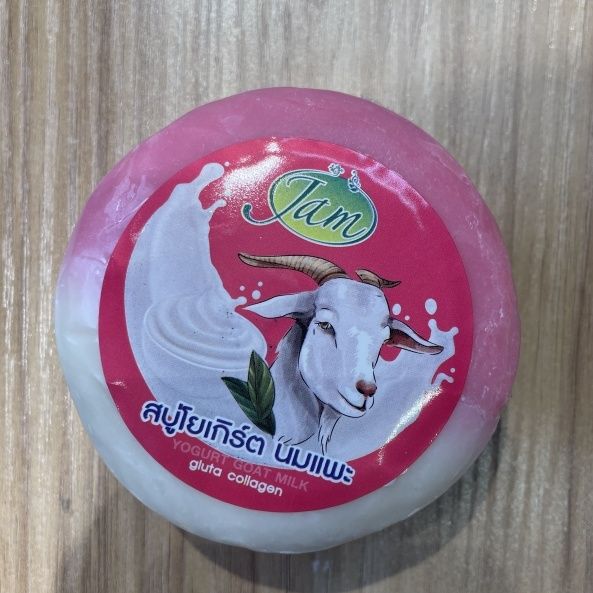 Jam
สบู่โยเกิร์ต นมแพะ
YOGURT GOAT MILK
gluta collagen